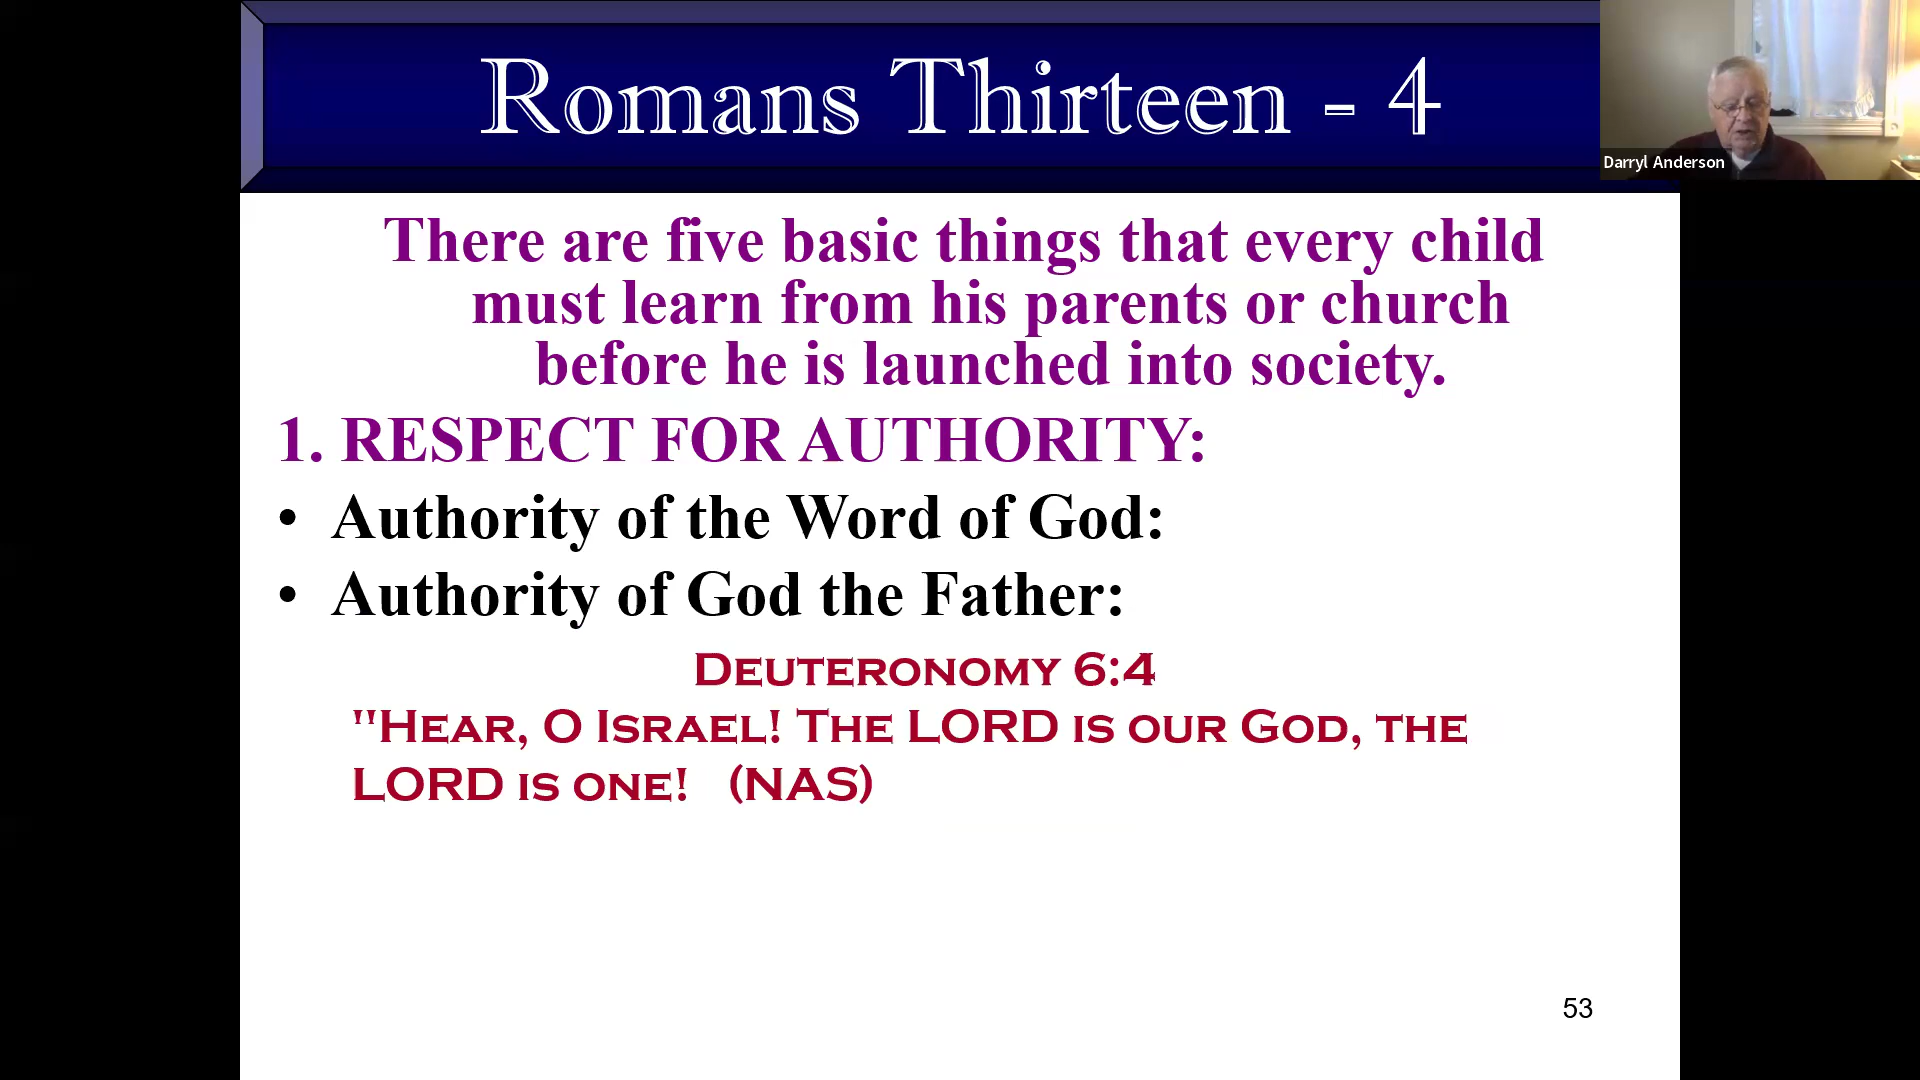 Romans Thirteen - 4
Darryl Anderson
There are five basic things that every child
must learn from his parents or church
before he is launched into society.
1. RESPECT FOR AUTHORITY:
• Authority of the Word of God:
• Authority of God the Father:
Deuteronomy 6:4
"Hear, O Israel! The LORD is our God, the
LORD is one!   (NAS)
53